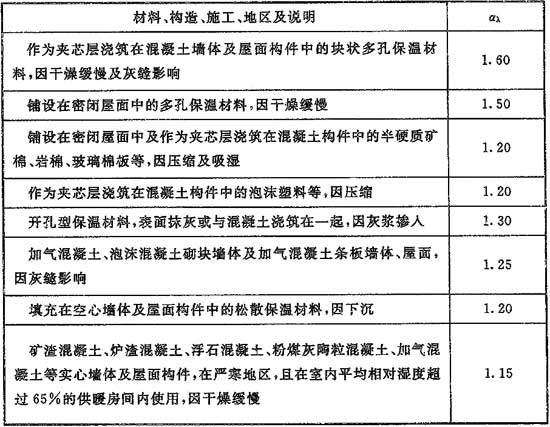 材料、构造、施工、地区及说明 αλ
作为夹芯层浇筑在混凝土墙体及屋面构件中的块状多孔保温材
料,因干燥缓慢及灰缝影响 1.60
铺设在密闭屋面中的多孔保温材料,因干燥缓慢 1.50
铺设在密闭屋面中及作为夹芯层浇筑在混凝土构件中的半硬质矿
棉、岩棉、玻璃棉板等,因压缩及吸湿 1.20
作为夹芯层浇筑在混凝土构件中的泡沫塑料等,因压缩 1.20
开孔型保温材料,表面抹灰或与混凝土浇筑在一起,因灰浆掺入 1.30
加气混凝土、泡沫混凝土砌块墙体及加气混凝土条板墙体、屋面,
因灰缝影响 1.25
填充在空心墙体及屋面构件中的松散保温材料,因下沉 1.20
矿渣混凝土、炉渣混凝土、浮石混凝土、粉煤灰陶粒混凝土、加气混
凝土等实心墙体及屋面构件,在严寒地区,且在室内平均相对湿度超
过65%的供暖房间内使用,因干燥缓慢 1.15